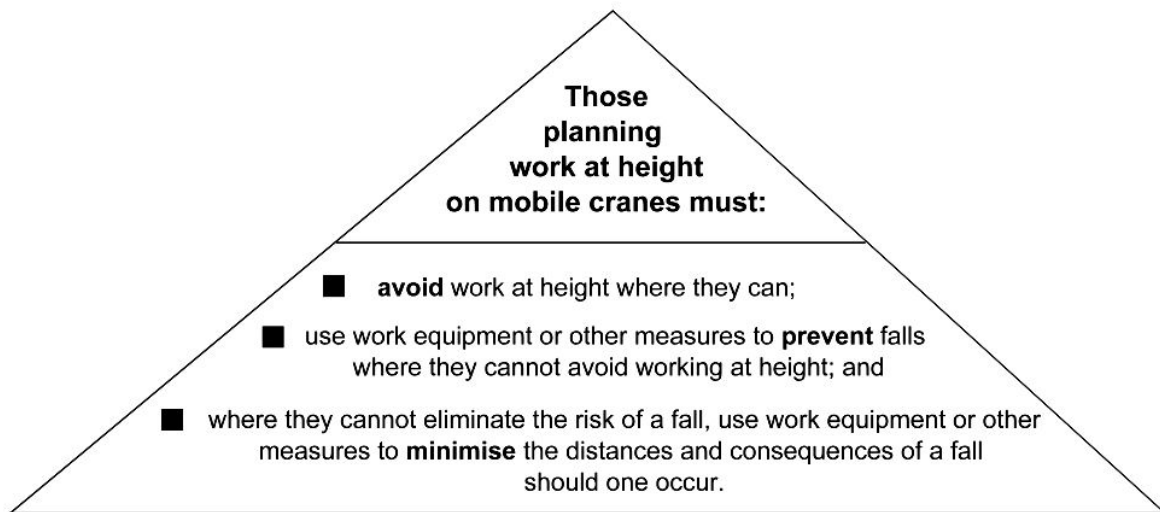 Those
planning
work at height
on mobile cranes must:
■ avoid work at height where they can;
■ use work equipment or other measures to prevent falls
where they cannot avoid working at height; and
■ where they cannot eliminate the risk of a fall, use work equipment or other
measures to minimise the distances and consequences of a fall
should one occur.